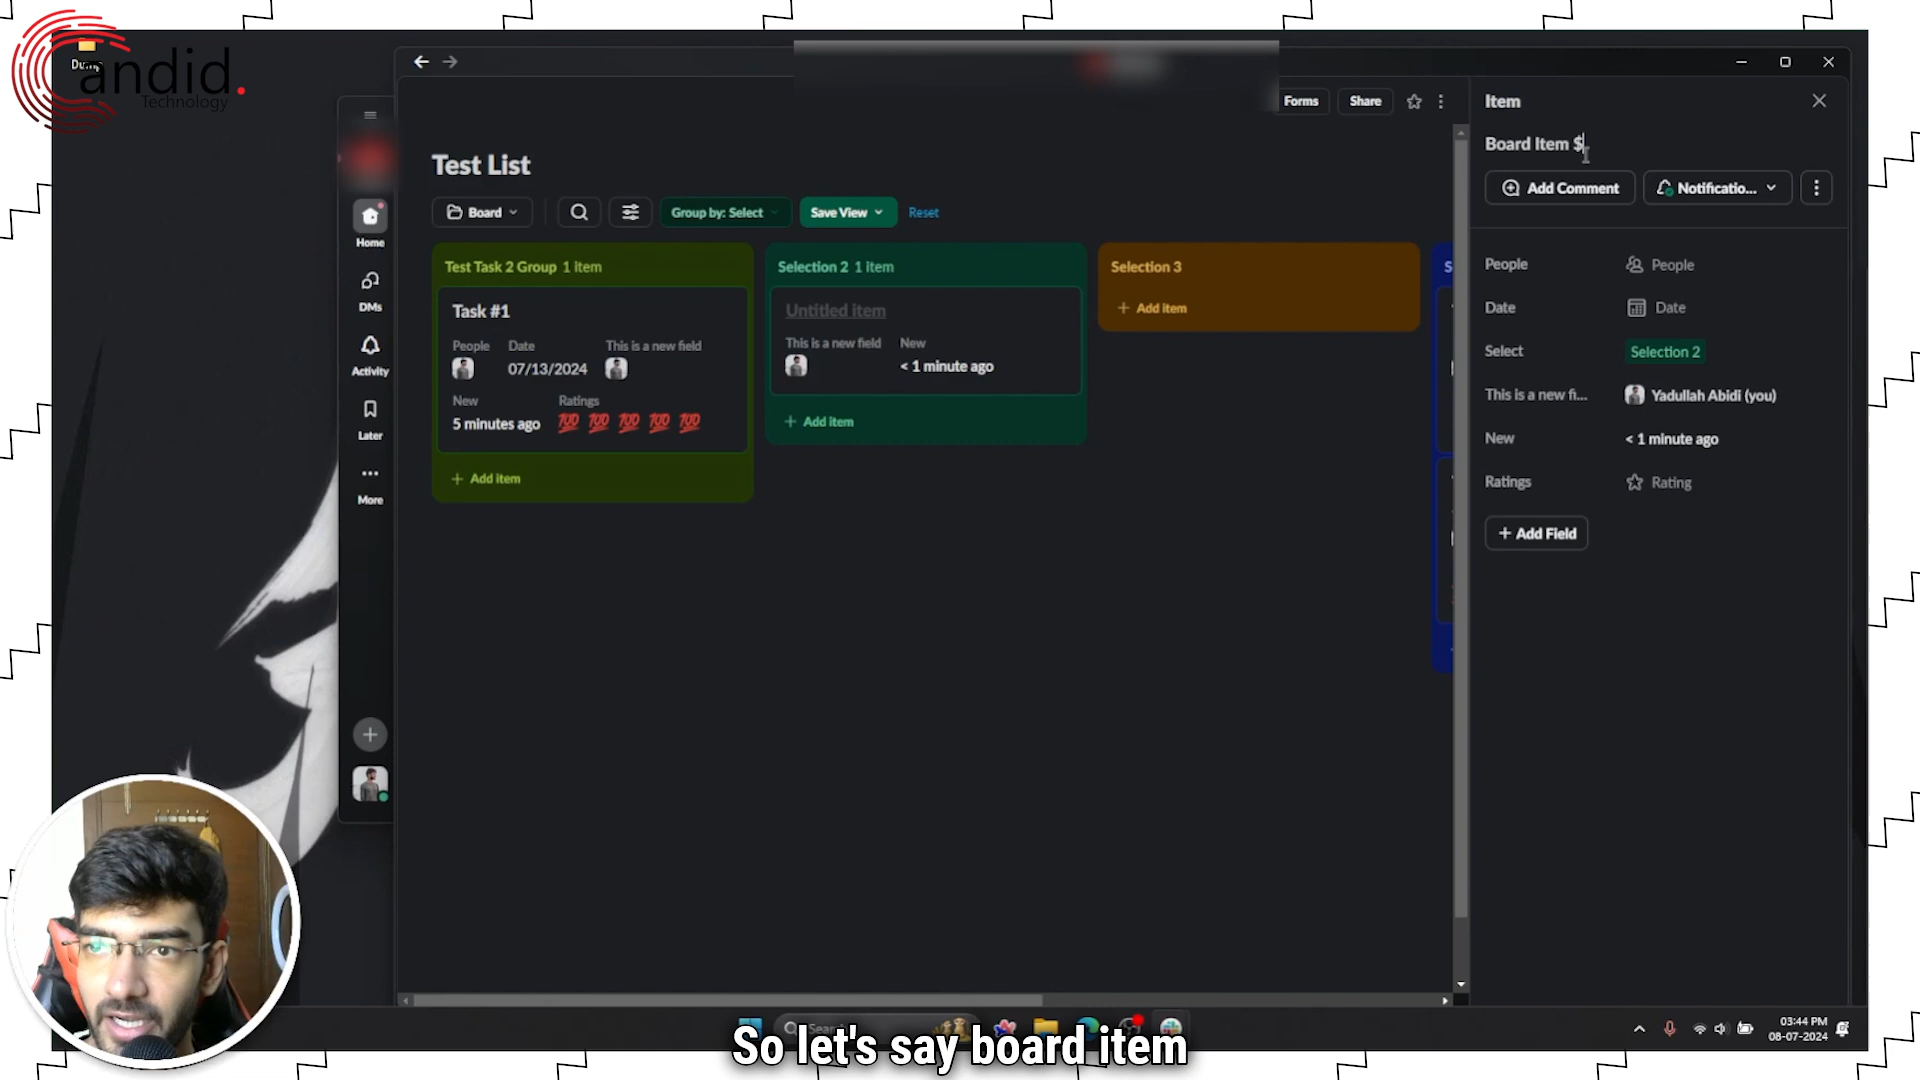 Dump
andid.
Technology
Forms
Share
Item
Board Item $
Add Comment
Notificatio...
Test List
Board
Group by: Select
Save View
Reset
Home
DMs
Activity
Later
More
Test Task 2 Group 1 item
Task #1
People
Date
This is a new field
07/13/2024
New
Ratings
5 minutes ago
💯 💯 💯 💯 💯
+ Add item
Selection 2 1 item
Untitled item
This is a new field
New
< 1 minute ago
+ Add item
Selection 3
+ Add item
S
People
People
Date
Date
Select
Selection 2
This is a new fi...
Yadullah Abidi (you)
New
< 1 minute ago
Ratings
Rating
+ Add Field
Search
03:44 PM
08-07-2024
So let's say board item